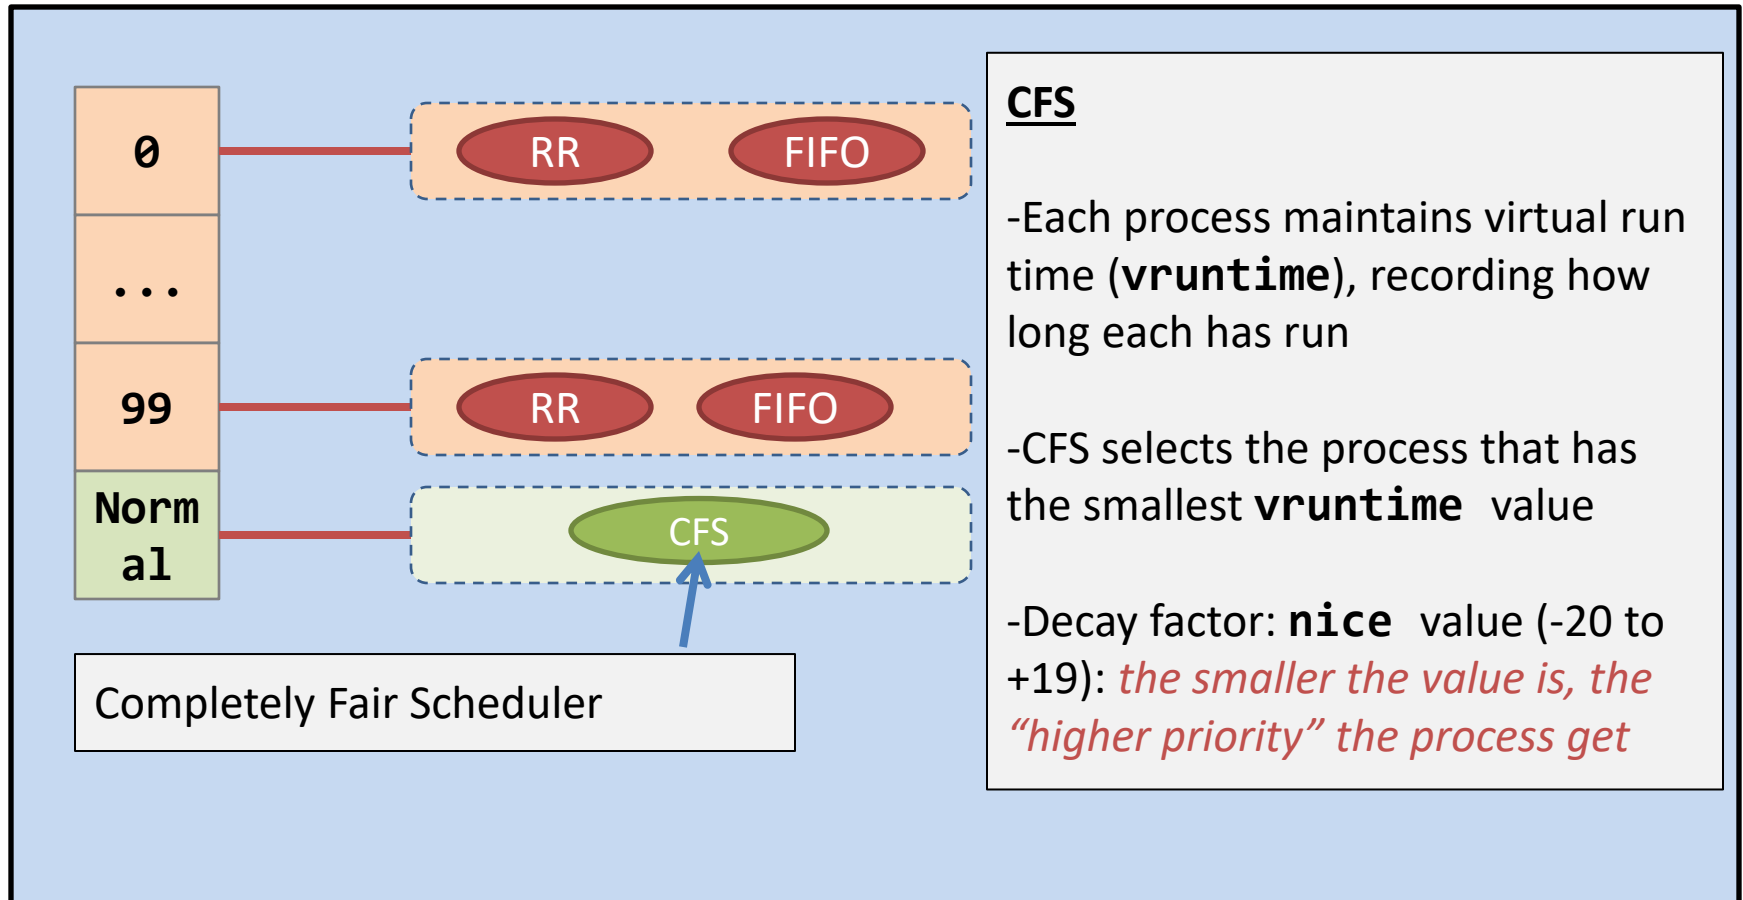 0
RR
FIFO
...
99
RR
FIFO
Norm
al
CFS
Completely Fair Scheduler
CFS
-Each process maintains virtual run
time (vruntime), recording how
long each has run
-CFS selects the process that has
the smallest vruntime value
-Decay factor: nice value (-20 to
+19): the smaller the value is, the
“higher priority” the process get